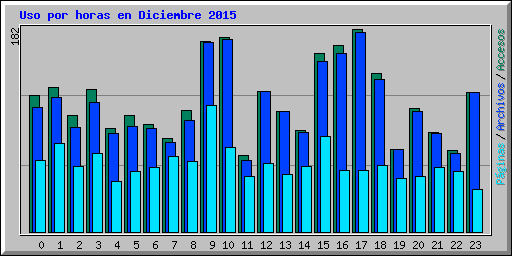 Uso por horas en Diciembre 2015
182
Páginas / Archivos / Accesos
0 1 2 3 4 5 6 7 8 9 10 11 12 13 14 15 16 17 18 19 20 21 22 23